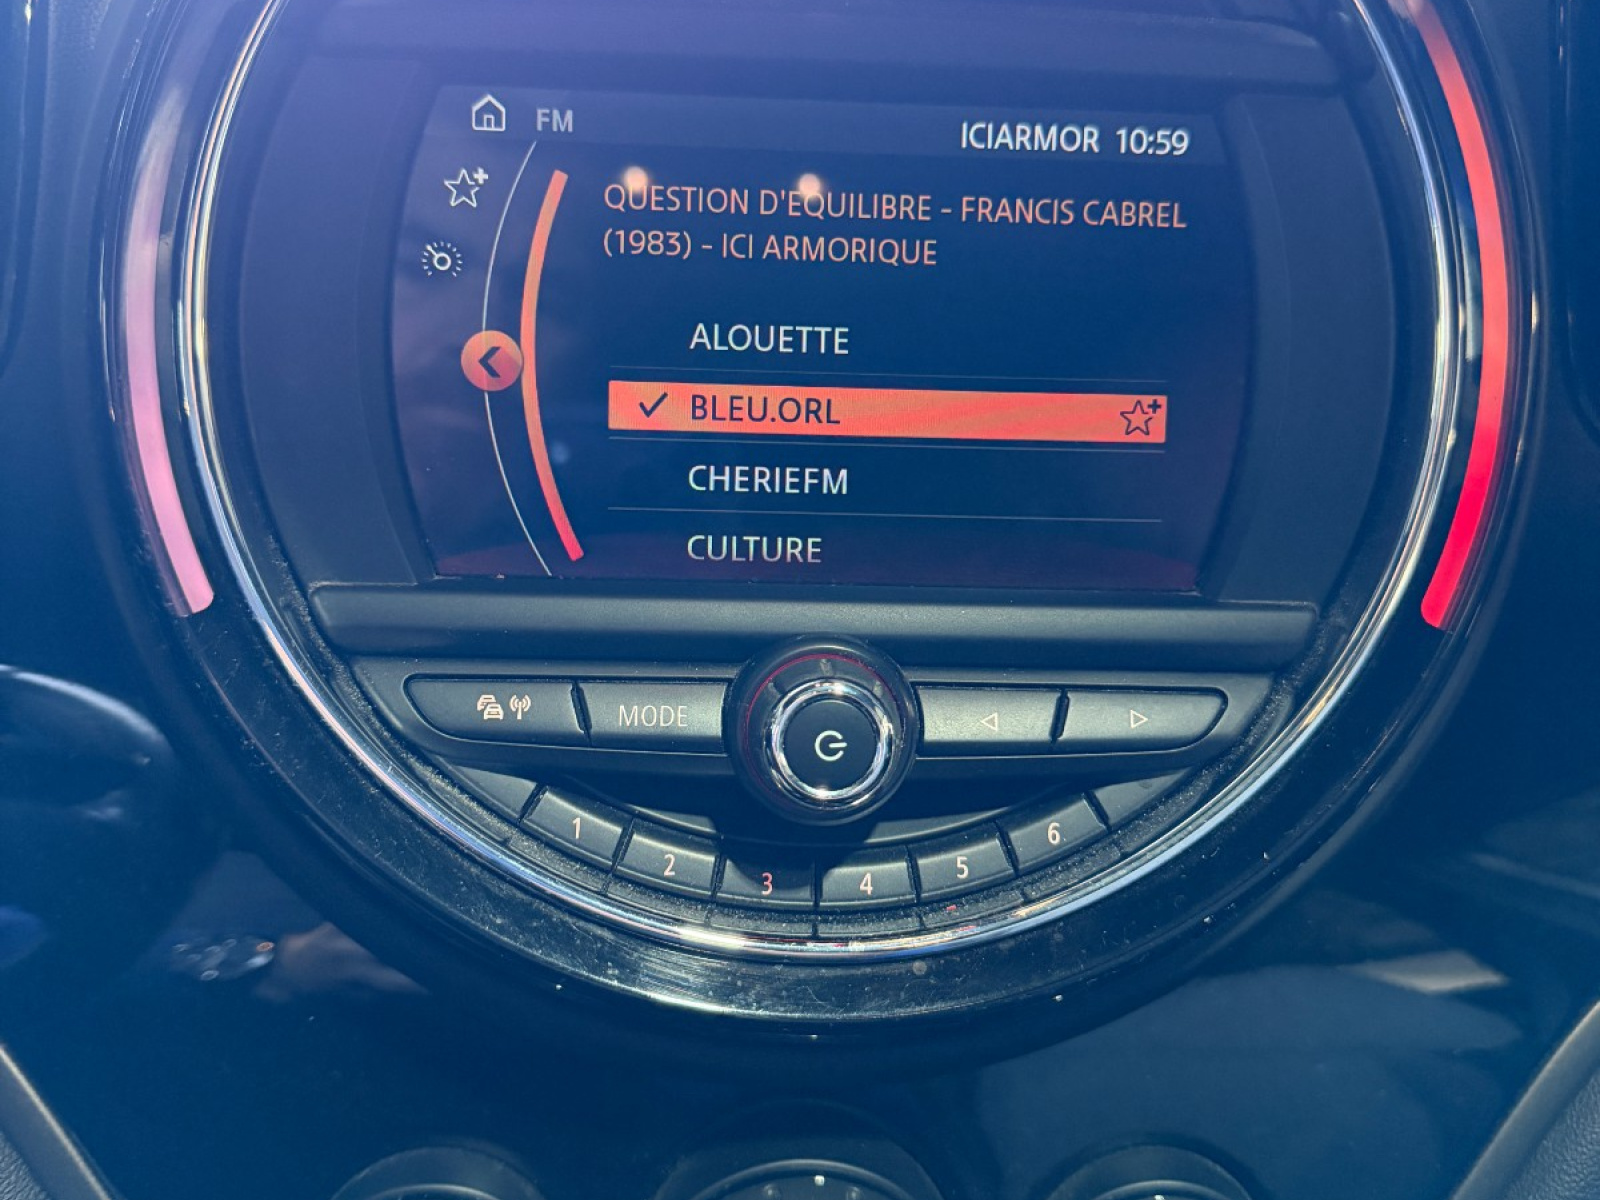 FM
ICIARMOR 10:59
QUESTION D'EQUILIBRE - FRANCIS CABREL
(1983) - ICI ARMORIQUE
ALOUETTE
BLEU.ORL
CHERIEFM
CULTURE
MODE
1
2
3
4
5
6